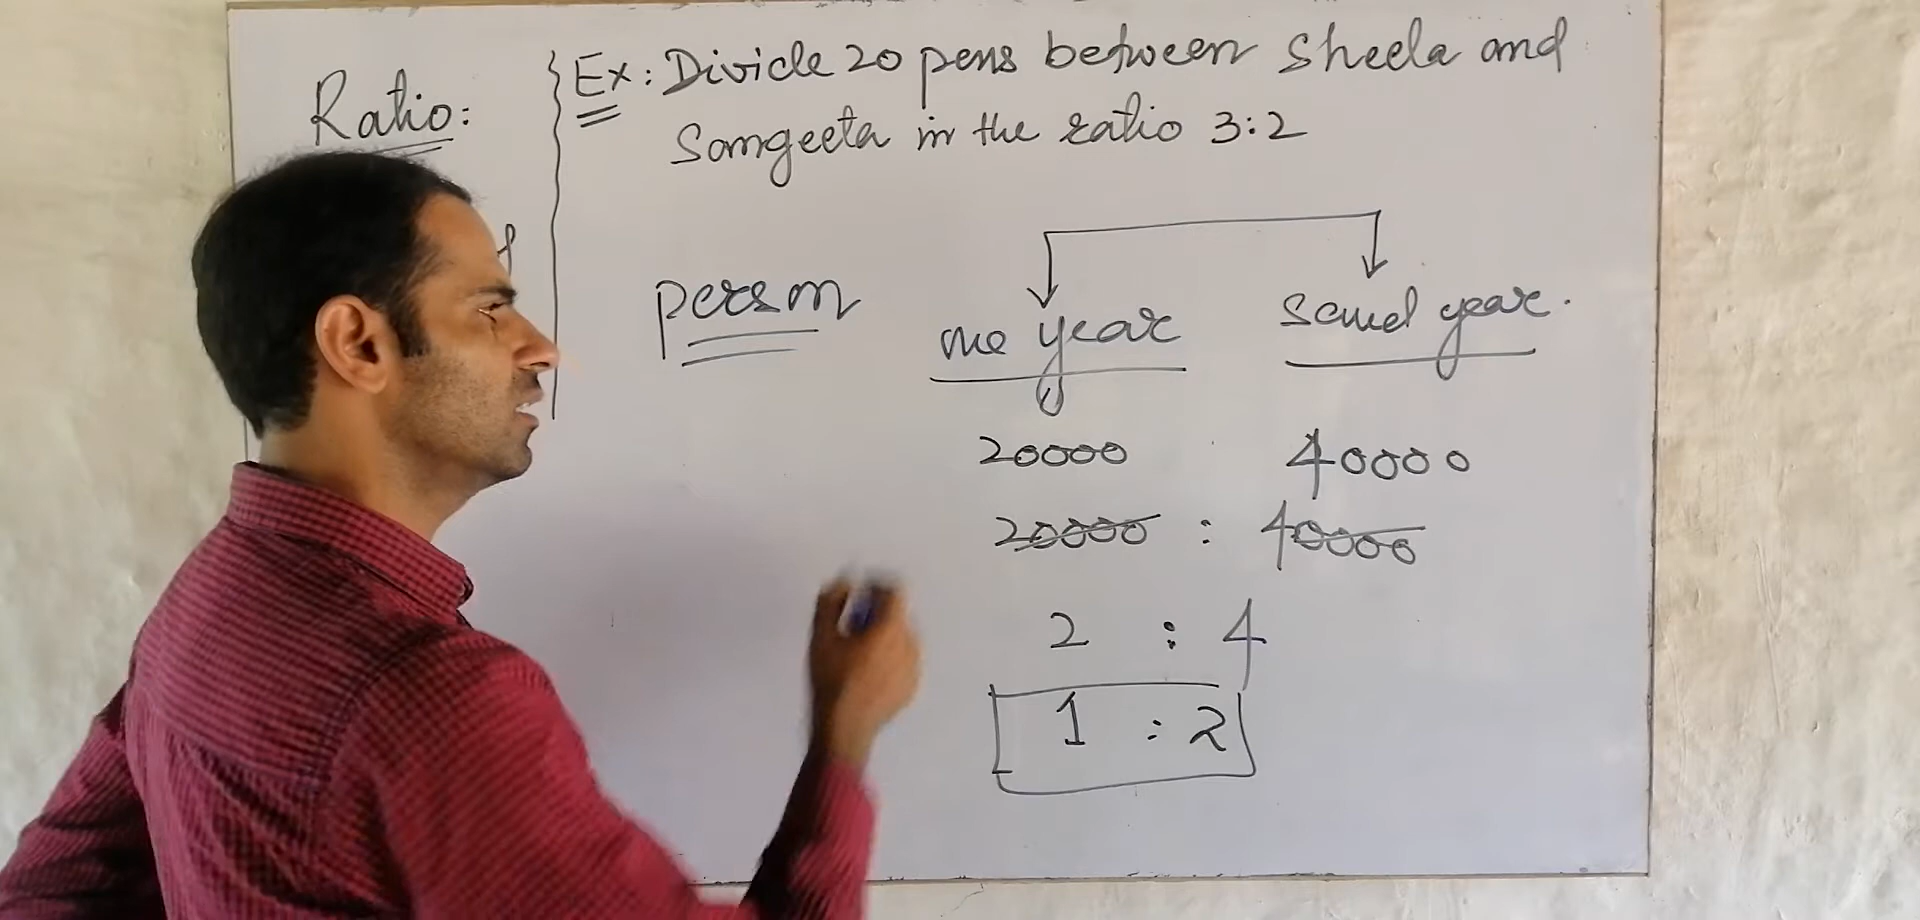 Ratio:
Ex: Divide 20 pens between Sheela and
Sangeeta in the ratio 3:2
person
one year
second year.
20000 40000
20000 : 40000
2 : 4
1 : 2